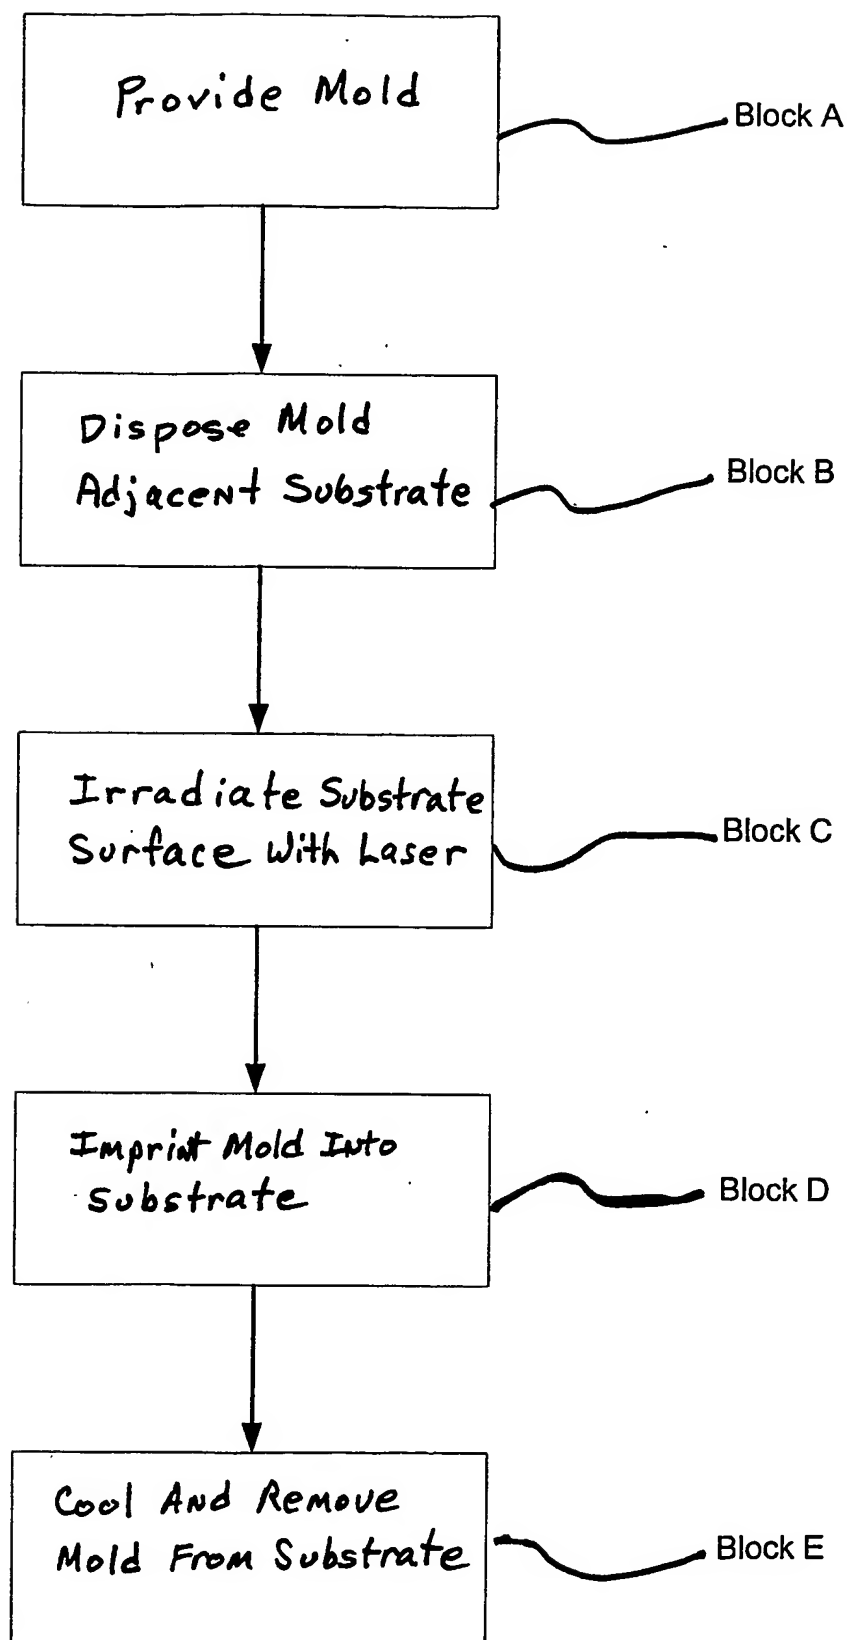 Provide Mold
Block A
Dispose Mold
Adjacent Substrate
Block B
Irradiate Substrate
Surface With Laser
Block C
Imprint Mold Into
Substrate
Block D
Cool And Remove
Mold From Substrate
Block E